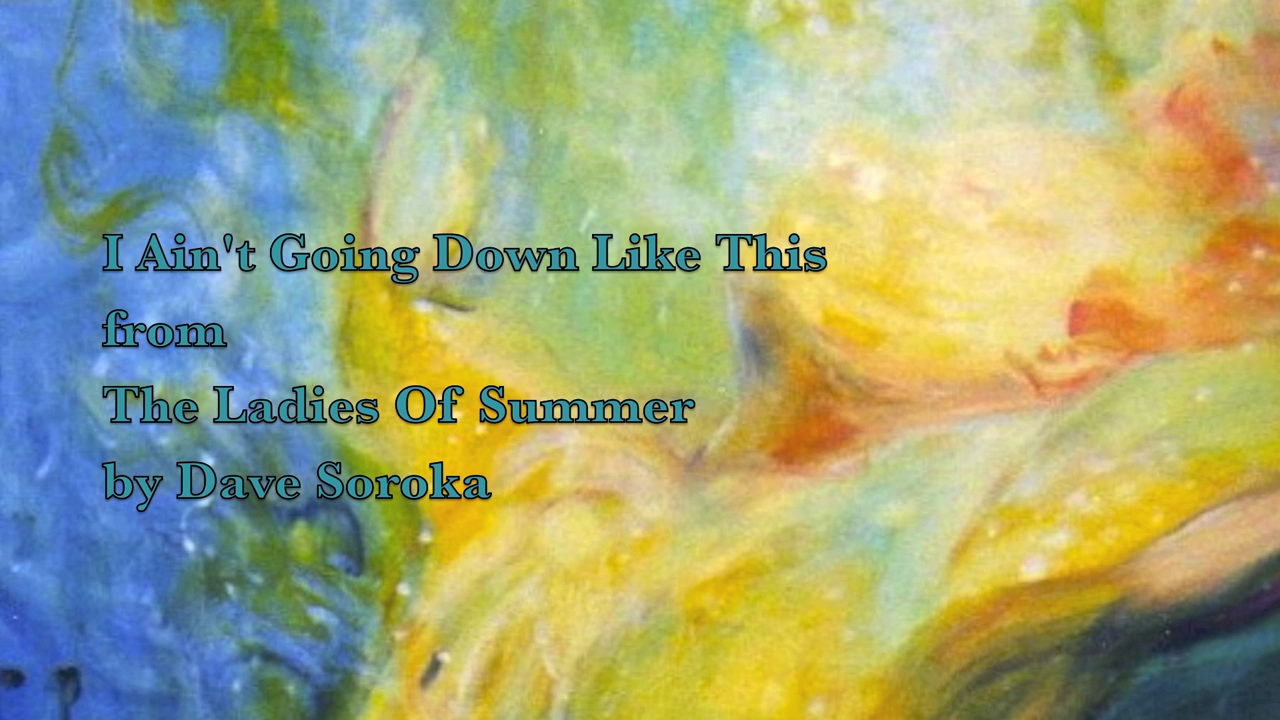 I Ain't Going Down Like This
from
The Ladies Of Summer
by Dave Soroka